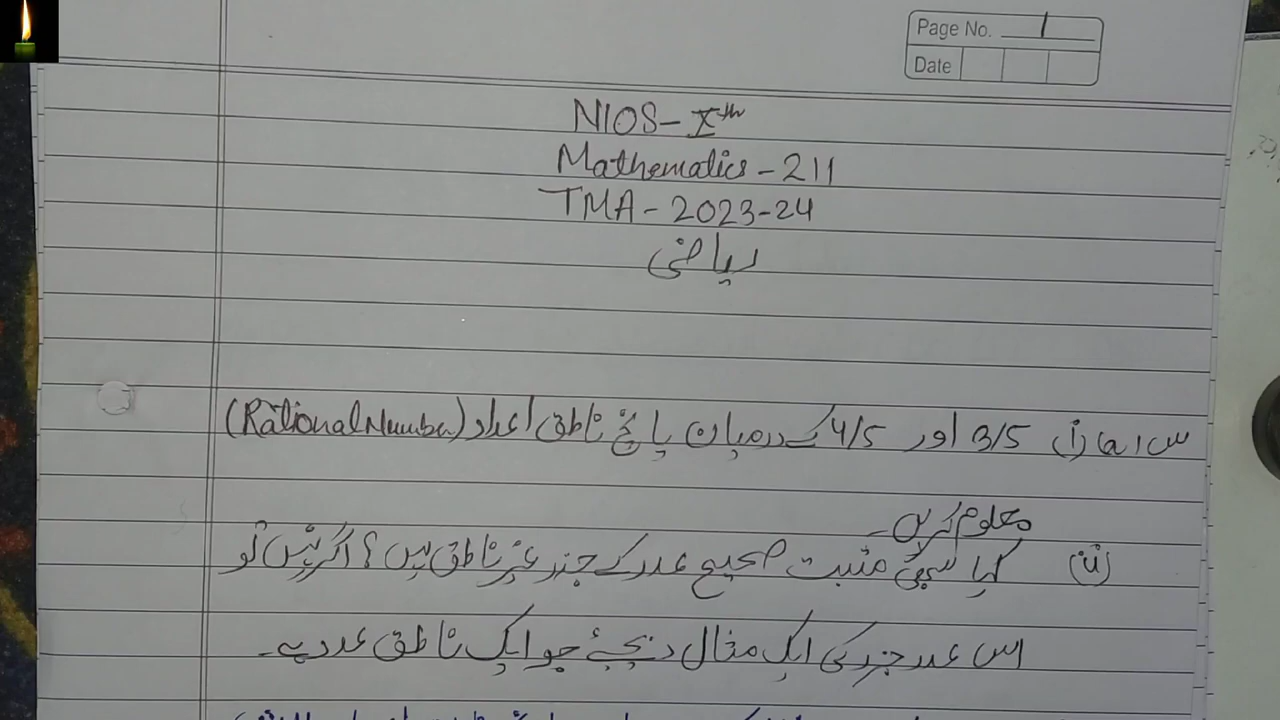 Page No. 1
Date
NIOS-Xth
Mathematics-211
TMA-2023-24
ریاضی
س 1 (a) (i) 3/5 اور 4/5 کے درمیان پانچ ناطق اعداد (Rational Number)
معلوم کریں۔
(ii) کیا سبھی مثبت صحیح عدد کے جذر غیر ناطق ہیں؟ اگر نہیں تو
اس عدد جذر کی ایک مثال دیجئے جو ایک ناطق عدد ہے۔